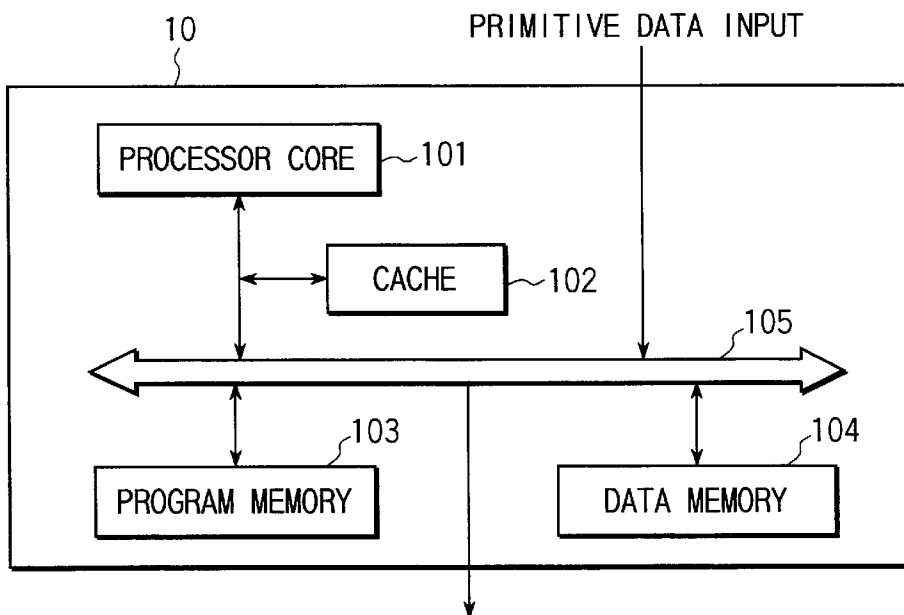 PRIMITIVE DATA INPUT
10
PROCESSOR CORE
101
CACHE
102
105
103
104
PROGRAM MEMORY
DATA MEMORY